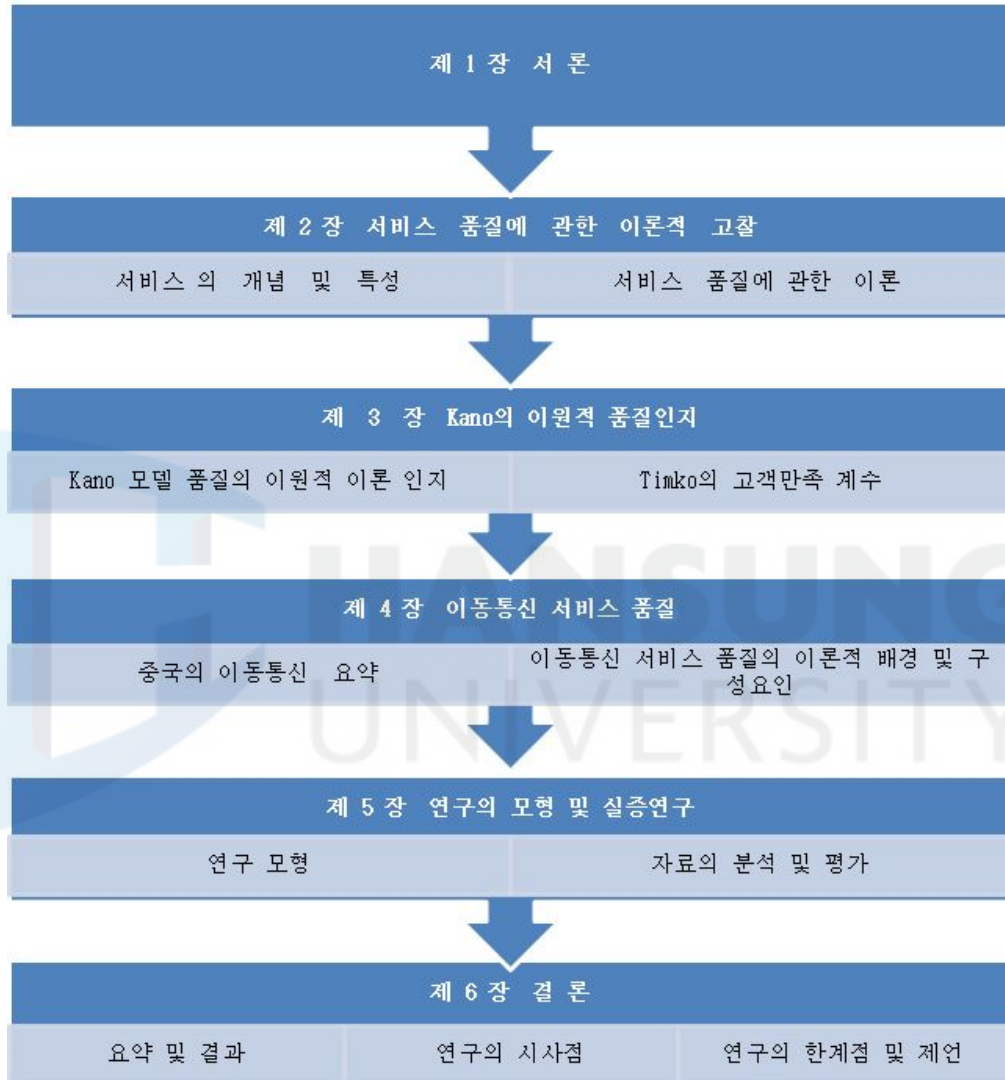 제 1 장 서 론
제 2 장 서비스 품질에 관한 이론적 고찰
서비스 의 개념 및 특성
서비스 품질에 관한 이론
제 3 장 Kano의 이원적 품질인지
Kano 모델 품질의 이원적 이론 인지
Timko의 고객만족 계수
제 4 장 이동통신 서비스 품질
중국의 이동통신 요약
이동통신 서비스 품질의 이론적 배경 및 구
성요인
HANSUNG
UNIVERSITY
제 5 장 연구의 모형 및 실증연구
연구 모형
자료의 분석 및 평가
제 6 장 결 론
요약 및 결과
연구의 시사점
연구의 한계점 및 제언